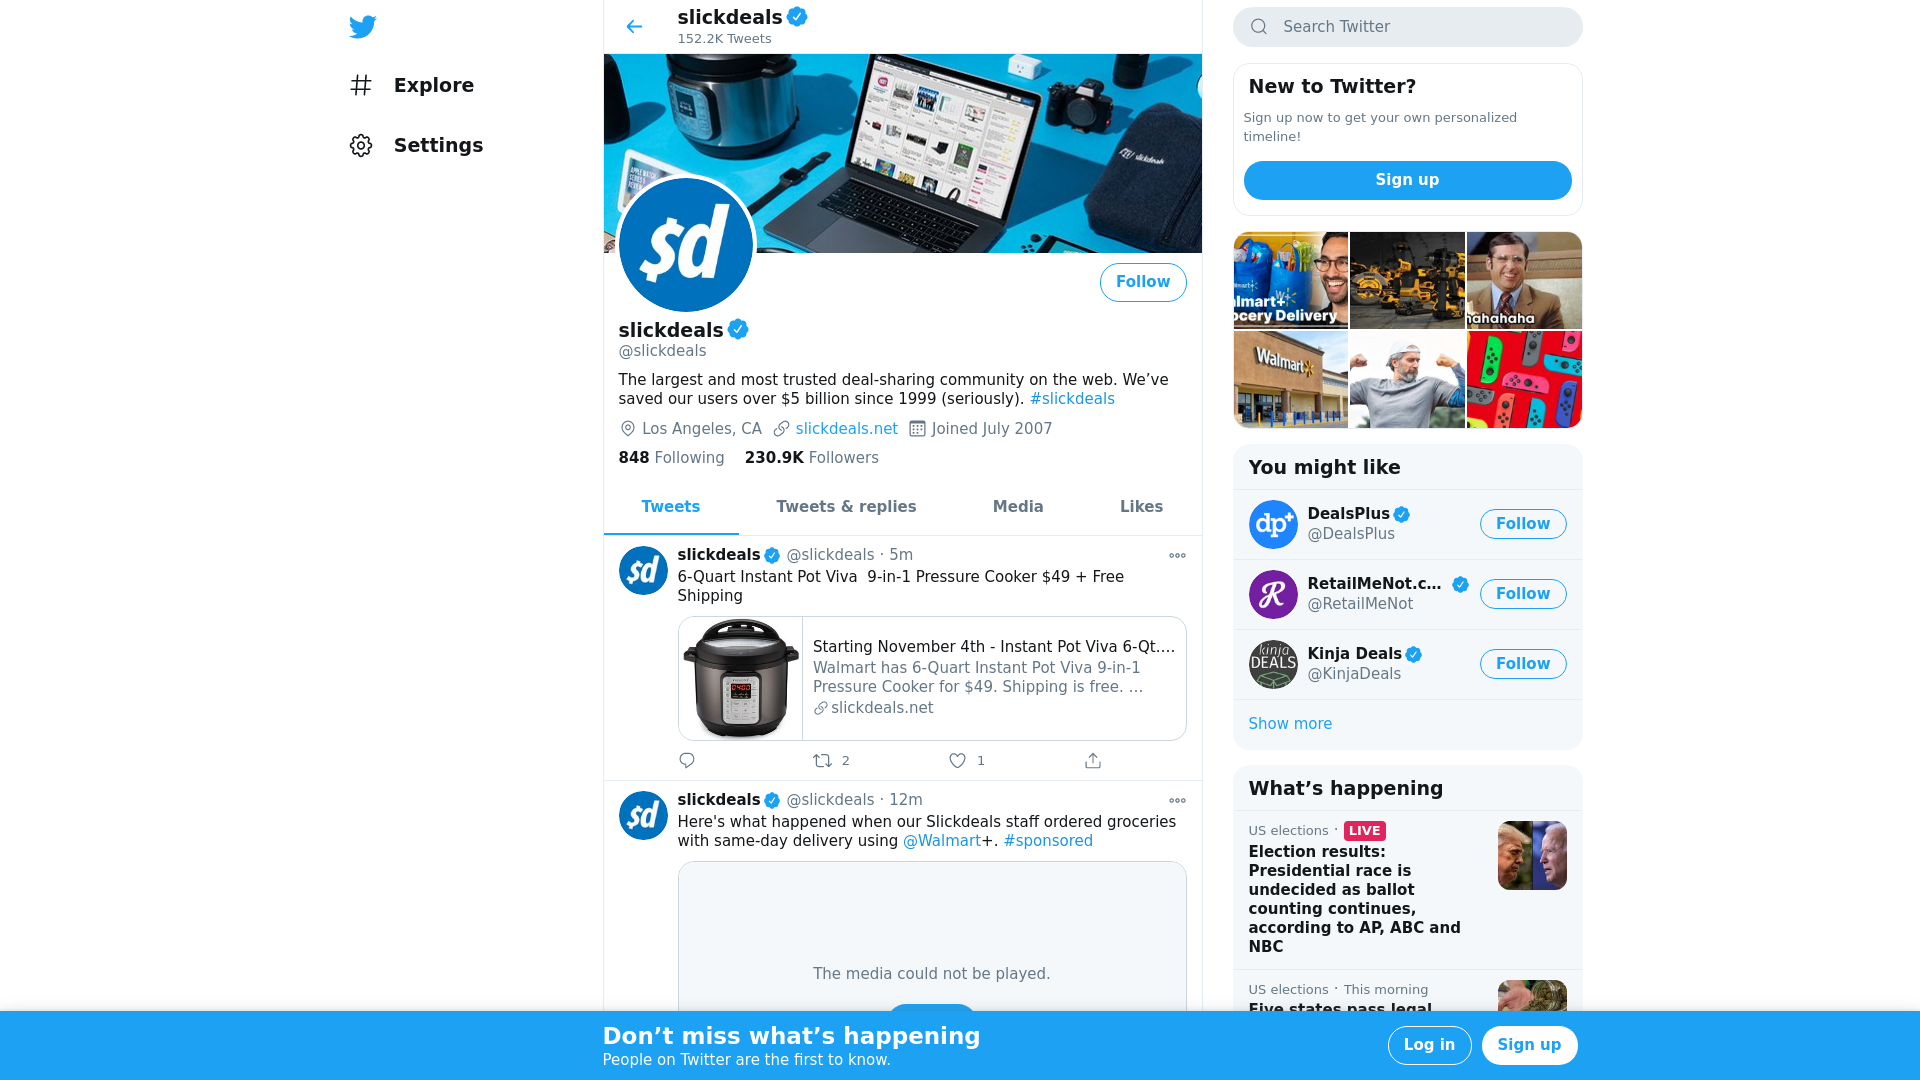 Explore
Settings
slickdeals
152.2K Tweets
slickdeals
$d
Follow
slickdeals
@slickdeals
The largest and most trusted deal-sharing community on the web. We’ve
saved our users over $5 billion since 1999 (seriously). #slickdeals
Los Angeles, CA slickdeals.net Joined July 2007
848 Following 230.9K Followers
Tweets Tweets & replies Media Likes
$d
slickdeals @slickdeals · 5m
6-Quart Instant Pot Viva 9-in-1 Pressure Cooker $49 + Free
Shipping
Starting November 4th - Instant Pot Viva 6-Qt.…
Walmart has 6-Quart Instant Pot Viva 9-in-1
Pressure Cooker for $49. Shipping is free. …
slickdeals.net
2 1
$d
slickdeals @slickdeals · 12m
Here's what happened when our Slickdeals staff ordered groceries
with same-day delivery using @Walmart+. #sponsored
The media could not be played.
Search Twitter
New to Twitter?
Sign up now to get your own personalized
timeline!
Sign up
lmart+
ocery Delivery
hahahaha
Walmart
You might like
dp+
DealsPlus
@DealsPlus
Follow
R
RetailMeNot.c…
@RetailMeNot
Follow
kinja
DEALS
Kinja Deals
@KinjaDeals
Follow
Show more
What’s happening
US elections · LIVE
Election results:
Presidential race is
undecided as ballot
counting continues,
according to AP, ABC and
NBC
US elections · This morning
Five states pass legal
Don’t miss what’s happening
People on Twitter are the first to know.
Log in
Sign up